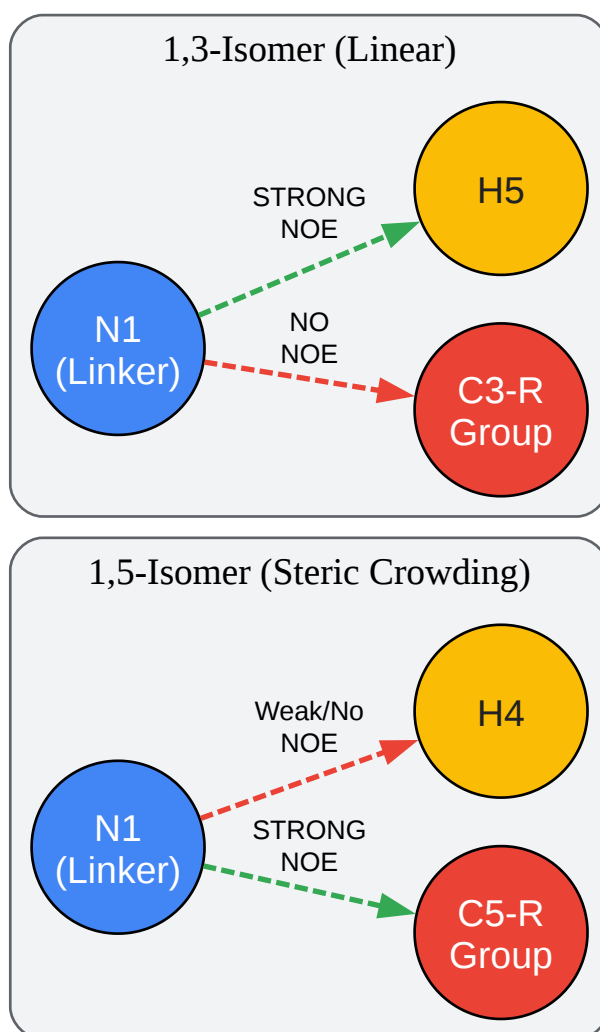 1,3-Isomer (Linear)
STRONG
NOE
H5
N1
(Linker)
NO
NOE
C3-R
Group
1,5-Isomer (Steric Crowding)
Weak/No
NOE
H4
N1
(Linker)
STRONG
NOE
C5-R
Group